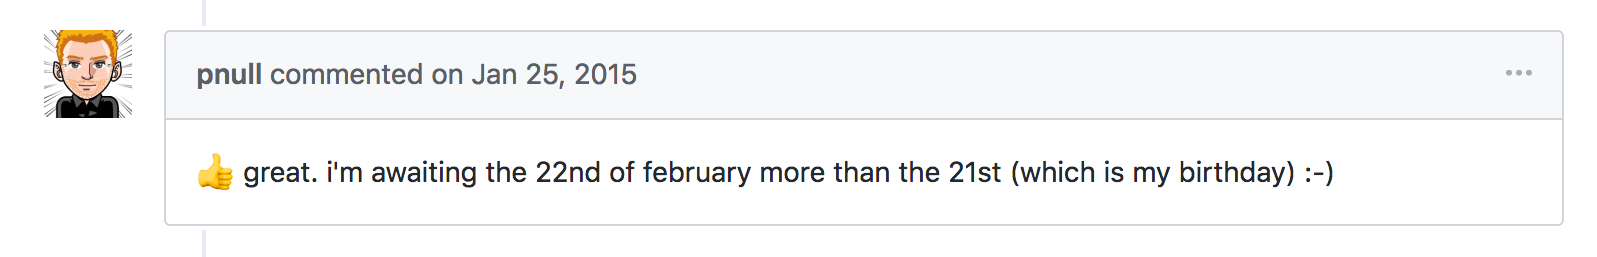 pnull commented on Jan 25, 2015
👍 great. i'm awaiting the 22nd of february more than the 21st (which is my birthday) :-)